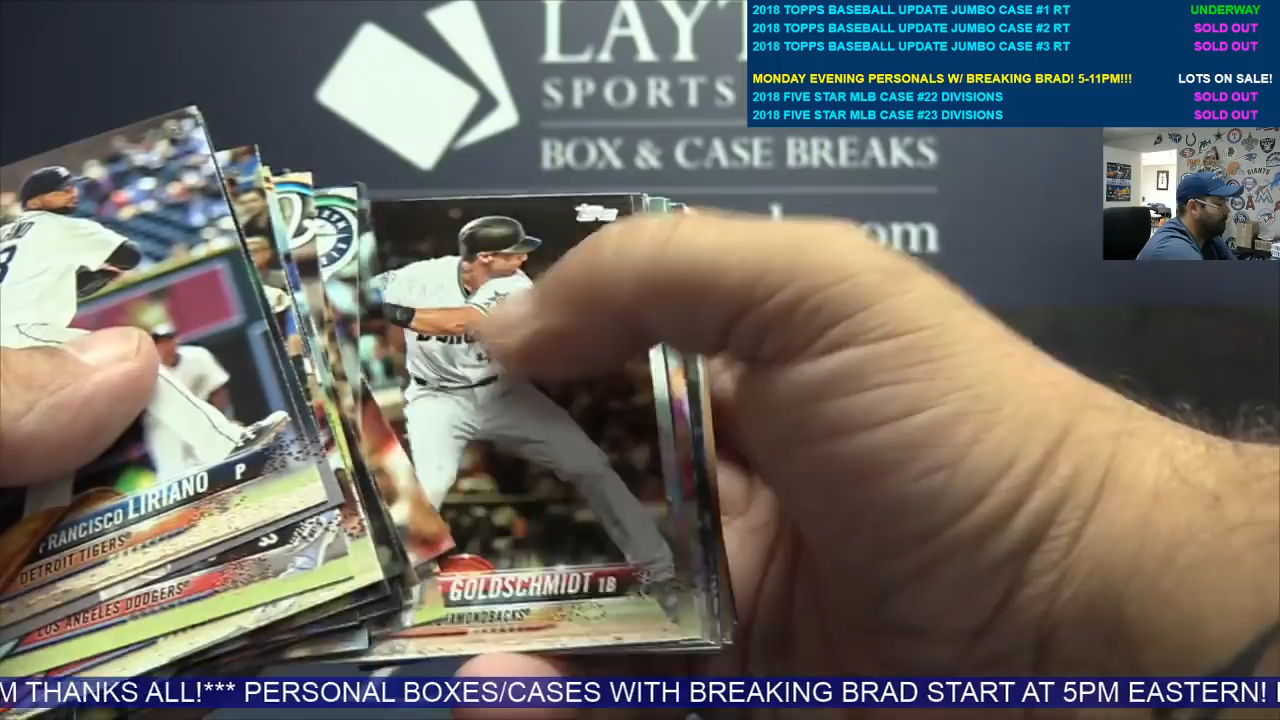 2018 TOPPS BASEBALL UPDATE JUMBO CASE #1 RT UNDERWAY
2018 TOPPS BASEBALL UPDATE JUMBO CASE #2 RT SOLD OUT
2018 TOPPS BASEBALL UPDATE JUMBO CASE #3 RT SOLD OUT
MONDAY EVENING PERSONALS W/ BREAKING BRAD! 5-11PM!!! LOTS ON SALE!
2018 FIVE STAR MLB CASE #22 DIVISIONS SOLD OUT
2018 FIVE STAR MLB CASE #23 DIVISIONS SOLD OUT
LAYT
SPORTS
BOX & CASE BREAKS
om
topps
GOLDSCHMIDT 1B
AMONDBACKS
FRANCISCO LIRIANO P
DETROIT TIGERS
LOS ANGELES DODGERS
M THANKS ALL!*** PERSONAL BOXES/CASES WITH BREAKING BRAD START AT 5PM EASTERN!